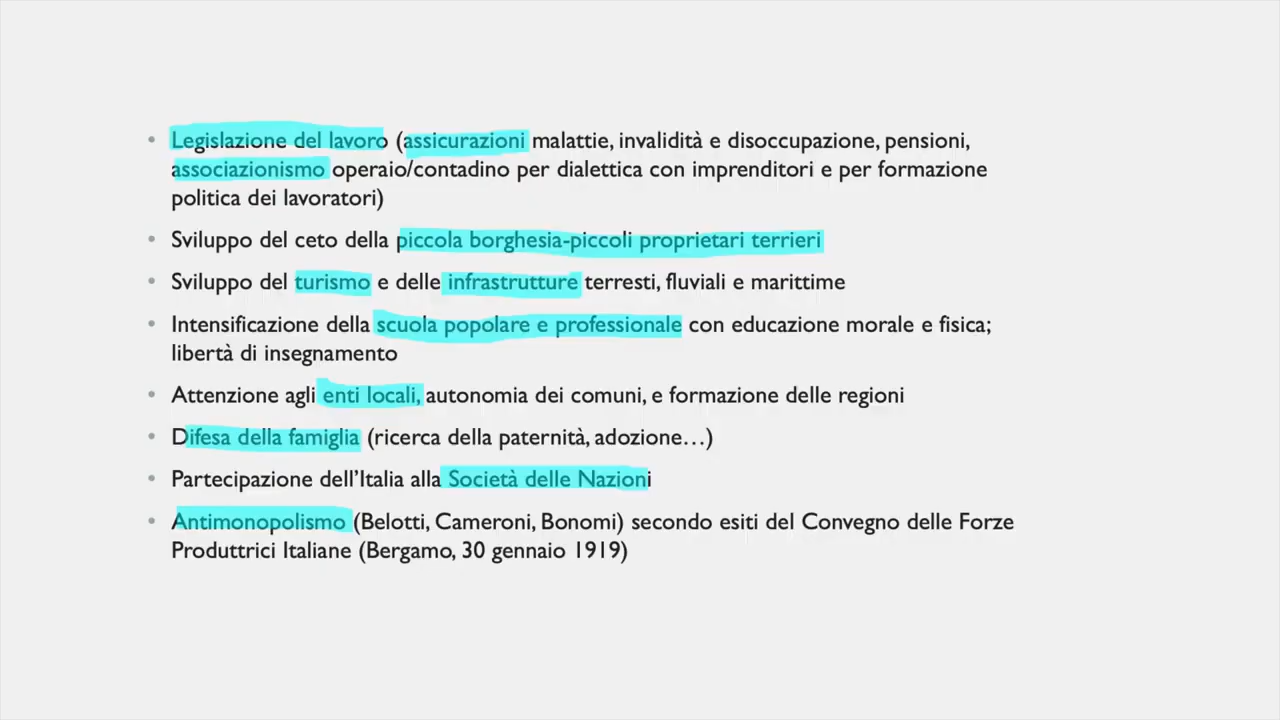 • Legislazione del lavoro (assicurazioni malattie, invalidità e disoccupazione, pensioni,
associazionismo operaio/contadino per dialettica con imprenditori e per formazione
politica dei lavoratori)
• Sviluppo del ceto della piccola borghesia-piccoli proprietari terrieri
• Sviluppo del turismo e delle infrastrutture terresti, fluviali e marittime
• Intensificazione della scuola popolare e professionale con educazione morale e fisica;
libertà di insegnamento
• Attenzione agli enti locali, autonomia dei comuni, e formazione delle regioni
• Difesa della famiglia (ricerca della paternità, adozione…)
• Partecipazione dell’Italia alla Società delle Nazioni
• Antimonopolismo (Belotti, Cameroni, Bonomi) secondo esiti del Convegno delle Forze
Produttrici Italiane (Bergamo, 30 gennaio 1919)